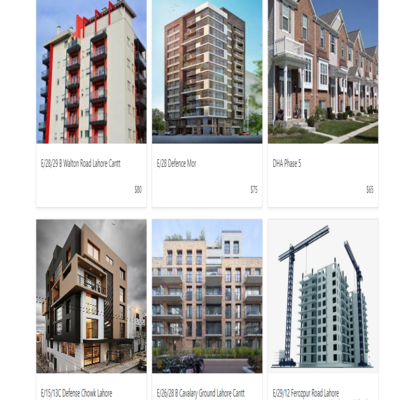 E/28/29 B Walton Road Lahore Cantt
$80
E/28 Defence Mor
$75
DHA Phase 5
$65
E/15/13C Defense Chowk Lahore
E/26/28 B Cavalary Ground Lahore Cantt
E/29/12 Ferozpur Road Lahore